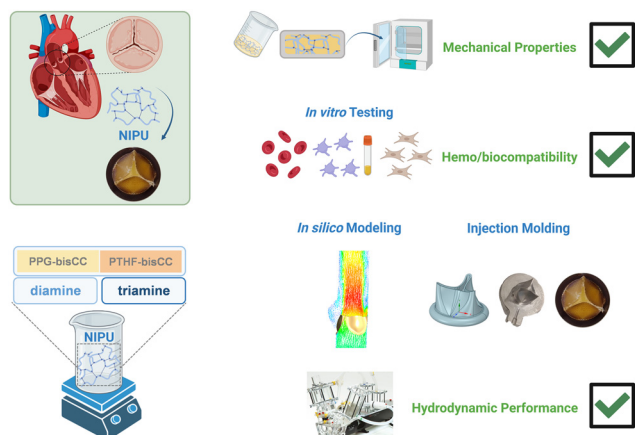 NIPU
PPG-bisCC PTHF-bisCC
diamine triamine
NIPU
Mechanical Properties
In vitro Testing
Hemo/biocompatibility
In silico Modeling
Injection Molding
Hydrodynamic Performance